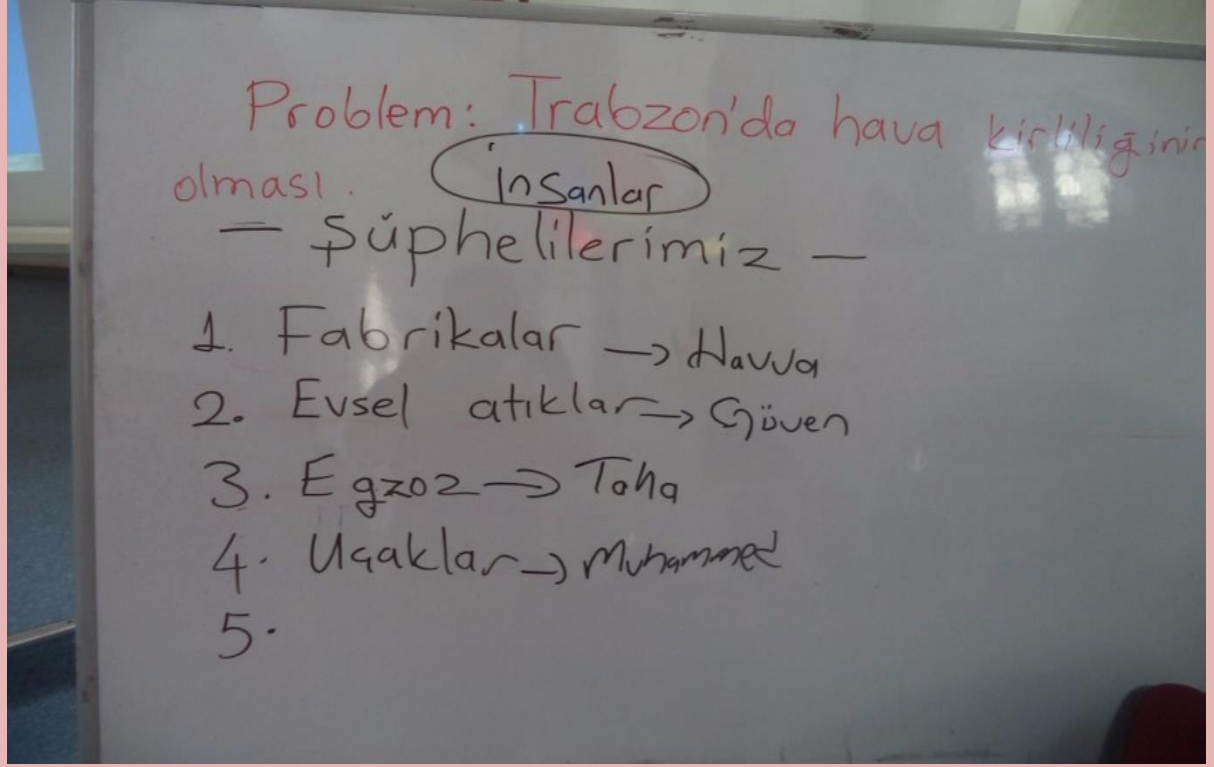 Problem: Trabzon'da hava kirliliğinin
olması.
İnsanlar
— Şüphelilerimiz —
1. Fabrikalar → Havva
2. Evsel atıklar → Güven
3. Egzoz → Taha
4. Uçaklar → Muhammed
5.